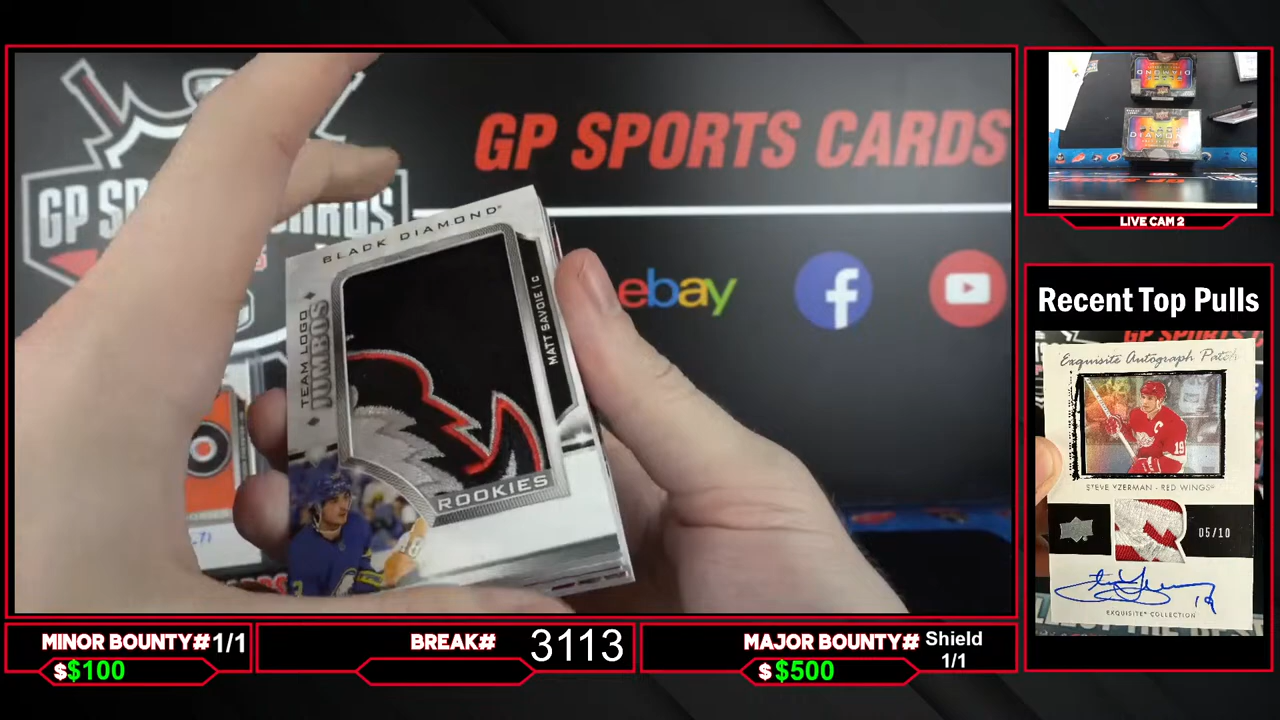 GP SPORTS CARDS
ebay
BLACK DIAMOND
TEAM LOGO
JUMBOS
MATT SAVOIE | C
ROOKIES
LIVE CAM 2
Recent Top Pulls
Exquisite Autograph Patch
19
STEVE YZERMAN - RED WINGS
05/10
EXQUISITE COLLECTION
MINOR BOUNTY# 1/1
$$100
BREAK# 3113
MAJOR BOUNTY# Shield
1/1
$ $500